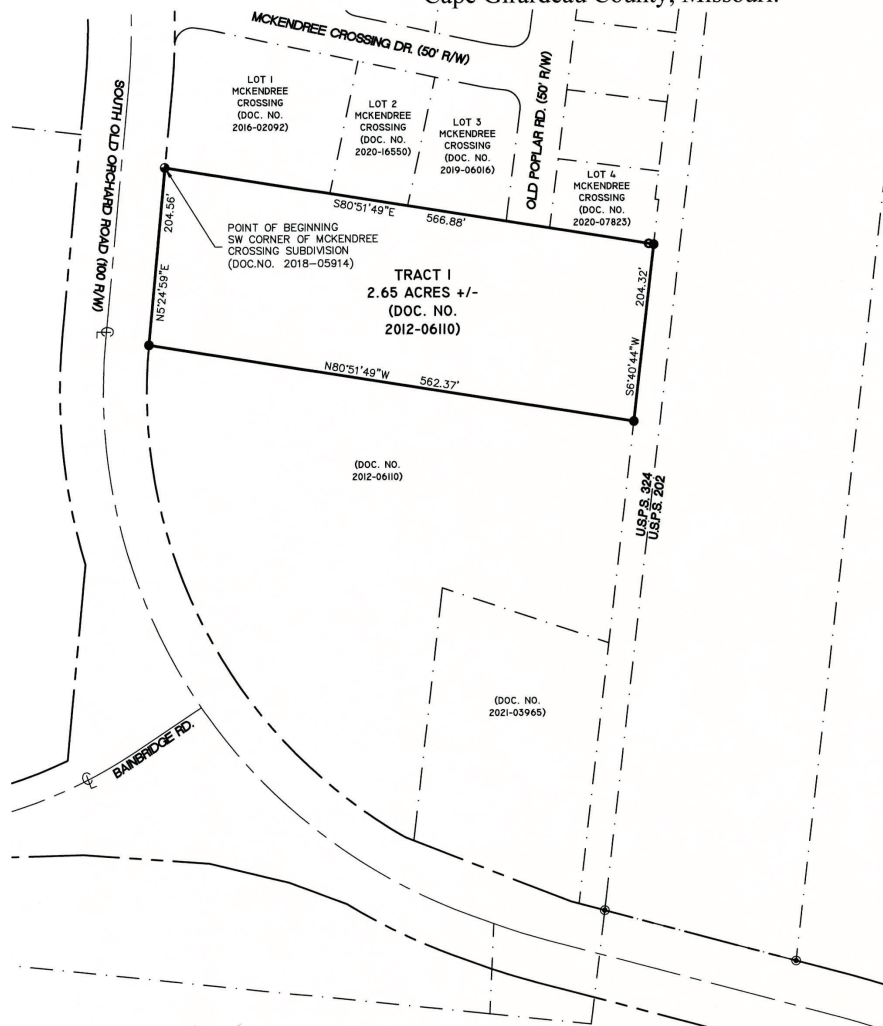 Cape Girardeau County, Missouri.
MCKENDREE CROSSING DR. (50' R/W)
SOUTH OLD ORCHARD ROAD (100 R/W)
LOT 1
MCKENDREE
CROSSING
(DOC. NO.
2016-02092)
LOT 2
MCKENDREE
CROSSING
(DOC. NO.
2020-16550)
LOT 3
MCKENDREE
CROSSING
(DOC. NO.
2019-06016)
OLD POPLAR RD. (50' R/W)
LOT 4
MCKENDREE
CROSSING
(DOC. NO.
2020-07823)
S80°51'49"E 566.88'
204.56'
N5°24'59"E
POINT OF BEGINNING
SW CORNER OF MCKENDREE
CROSSING SUBDIVISION
(DOC.NO. 2018-05914)
TRACT 1
2.65 ACRES +/-
(DOC. NO.
2012-06110)
204.32'
S6°40'44"W
N80°51'49"W 562.37'
(DOC. NO.
2012-06110)
U.S.P.S. 324
U.S.P.S. 202
(DOC. NO.
2021-03965)
BAINBRIDGE RD.